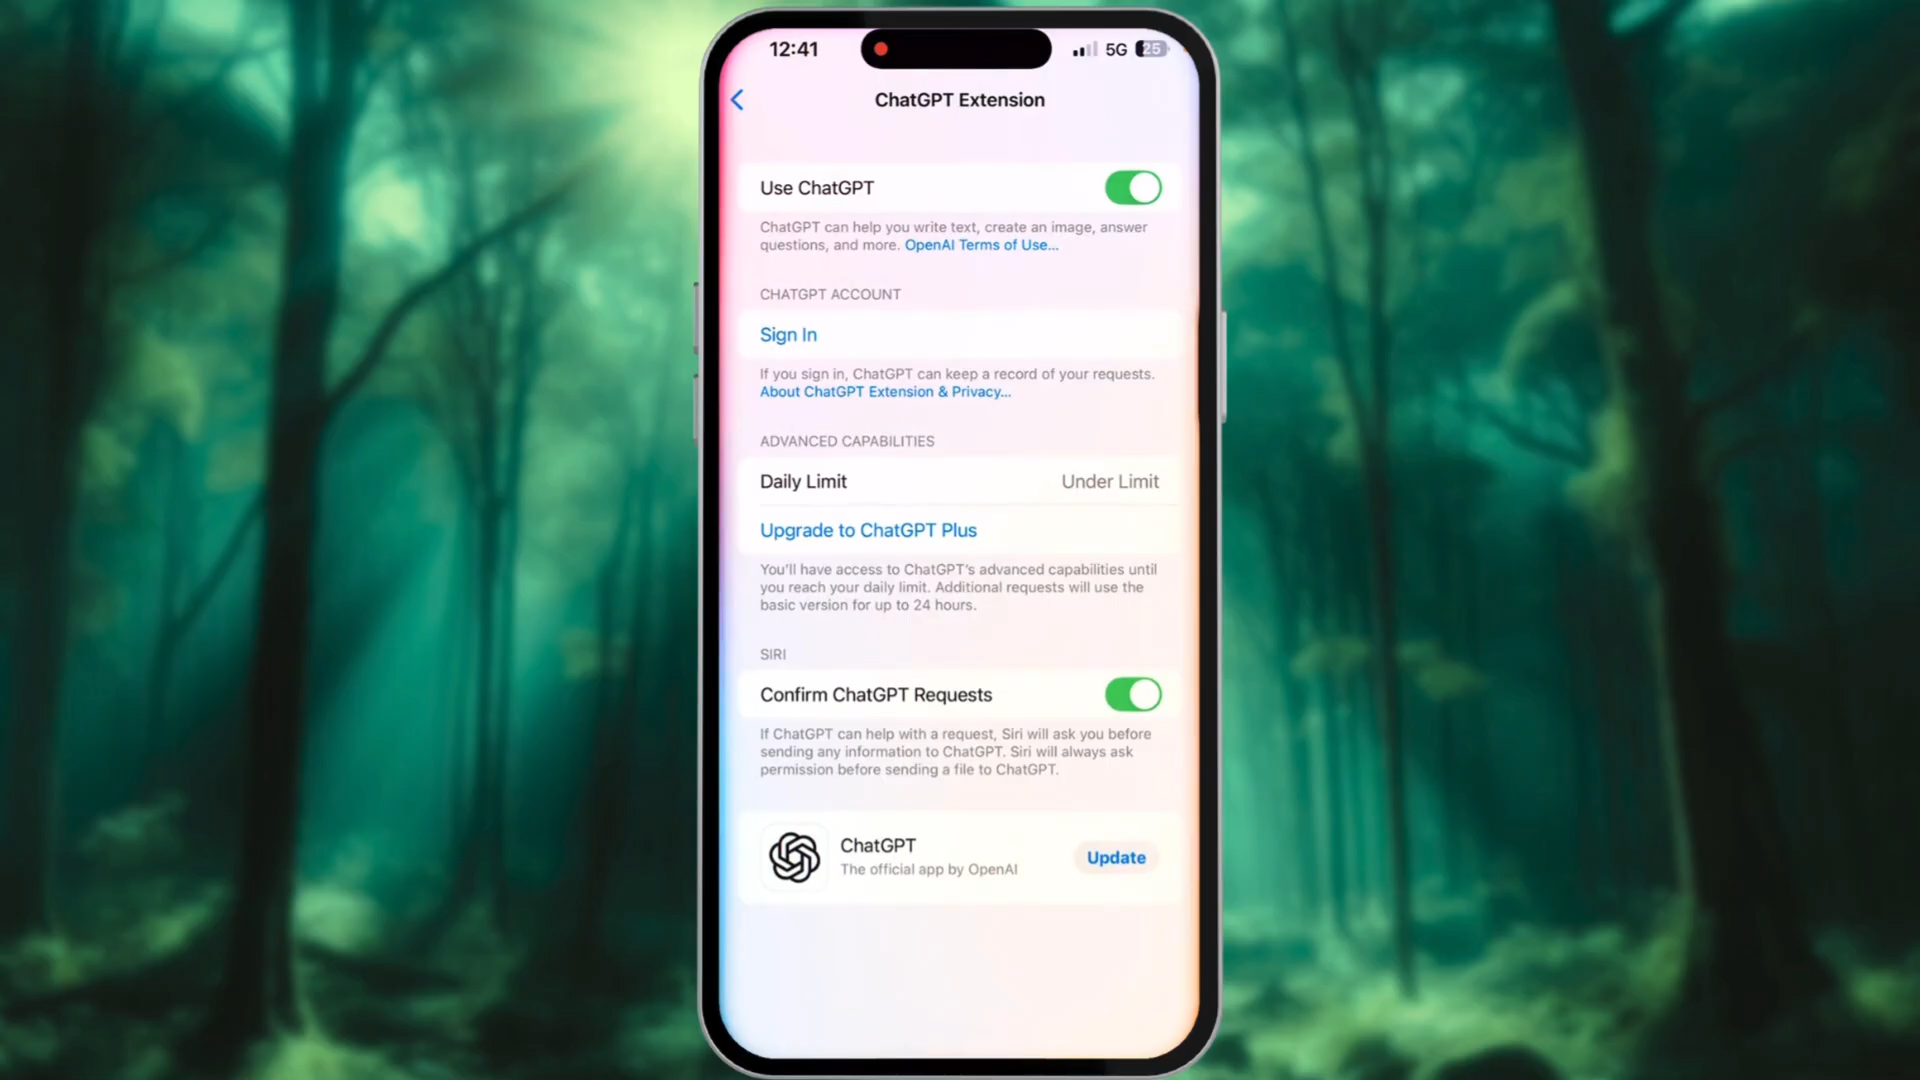 12:41
5G 25
ChatGPT Extension
Use ChatGPT
ChatGPT can help you write text, create an image, answer
questions, and more. OpenAI Terms of Use...
CHATGPT ACCOUNT
Sign In
If you sign in, ChatGPT can keep a record of your requests.
About ChatGPT Extension & Privacy...
ADVANCED CAPABILITIES
Daily Limit Under Limit
Upgrade to ChatGPT Plus
You'll have access to ChatGPT's advanced capabilities until
you reach your daily limit. Additional requests will use the
basic version for up to 24 hours.
SIRI
Confirm ChatGPT Requests
If ChatGPT can help with a request, Siri will ask you before
sending any information to ChatGPT. Siri will always ask
permission before sending a file to ChatGPT.
ChatGPT
The official app by OpenAI
Update